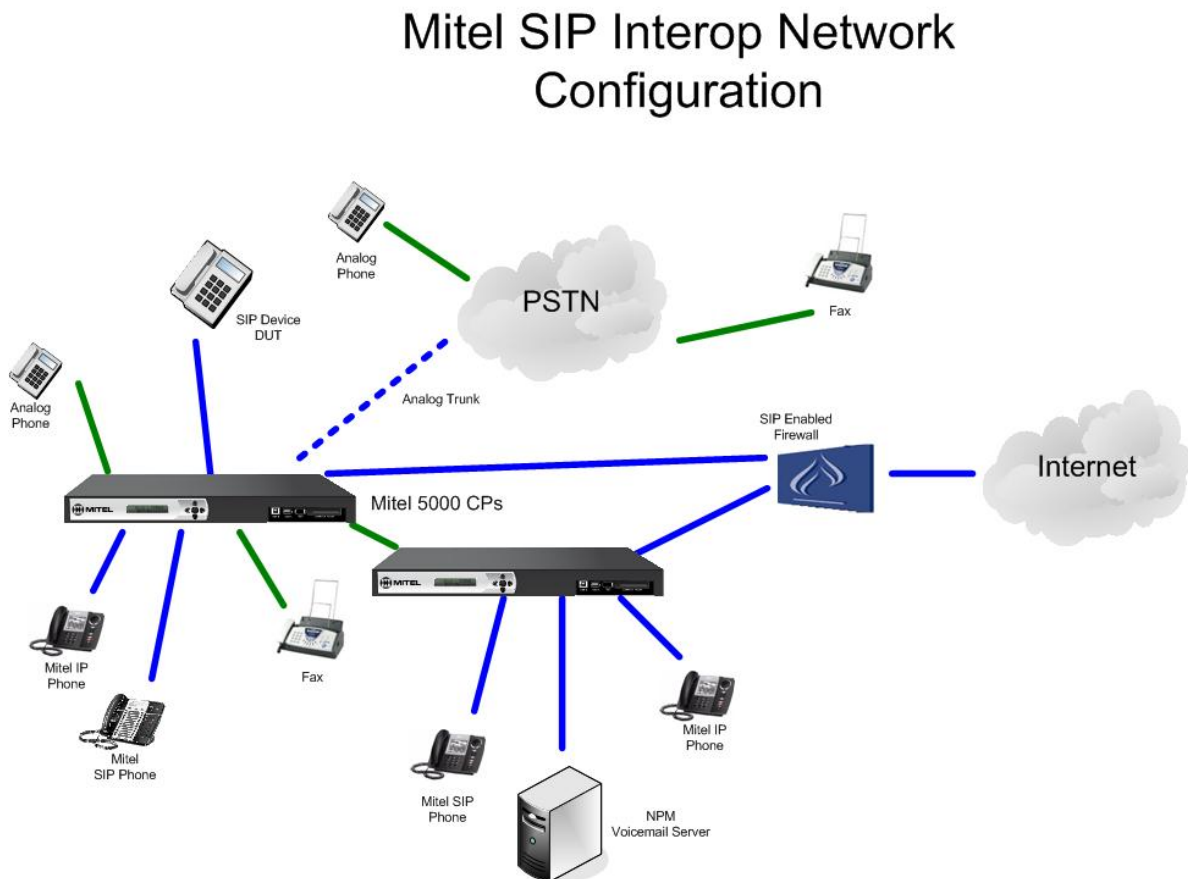 Mitel SIP Interop Network
Configuration
Analog
Phone
PSTN
Fax
SIP Device
DUT
Analog
Phone
Analog Trunk
SIP Enabled
Firewall
Internet
MITEL
Mitel 5000 CPs
MITEL
Mitel IP
Phone
Fax
Mitel
SIP Phone
Mitel IP
Phone
Mitel SIP
Phone
NPM
Voicemail Server